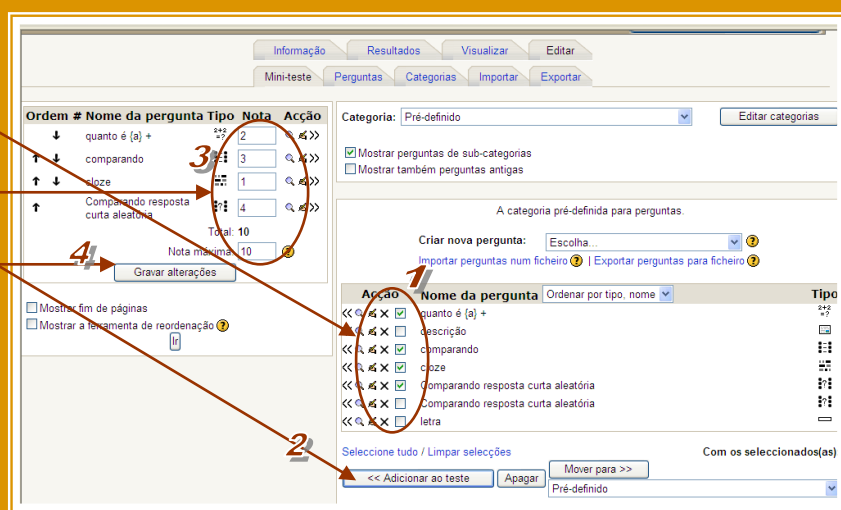 Informação Resultados Visualizar Editar
Mini-teste Perguntas Categorias Importar Exportar
Ordem # Nome da pergunta Tipo Nota Acção
quanto é {a} + 2+2 =? 2
comparando 3
cloze 1
Comparando resposta curta aleatória 4
Total: 10
Nota máxima: 10
Gravar alterações
Mostrar fim de páginas
Mostrar a ferramenta de reordenação
Ir
3
4
Categoria: Pré-definido Editar categorias
Mostrar perguntas de sub-categorias
Mostrar também perguntas antigas
A categoria pré-definida para perguntas.
Criar nova pergunta: Escolha...
Importar perguntas num ficheiro | Exportar perguntas para ficheiro
1
Acção Nome da pergunta Ordenar por tipo, nome Tipo
quanto é {a} + 2+2 =?
descrição
comparando
cloze
Comparando resposta curta aleatória
Comparando resposta curta aleatória
letra
2
Seleccione tudo / Limpar selecções Com os seleccionados(as)
<< Adicionar ao teste Apagar Mover para >>
Pré-definido